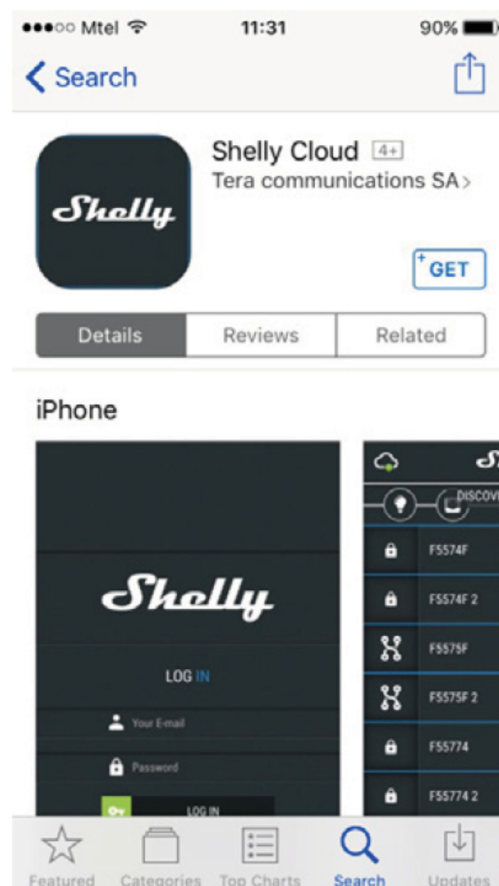 Mtel 11:31 90%
Search
Shelly
Shelly Cloud 4+
Tera communications SA >
+ GET
Details Reviews Related
iPhone
Shelly
LOG IN
Your E-mail
Password
LOG IN
F5574F
F5574F 2
F5575F
F5575F 2
F55774
F55774 2
Featured Categories Top Charts Search Updates